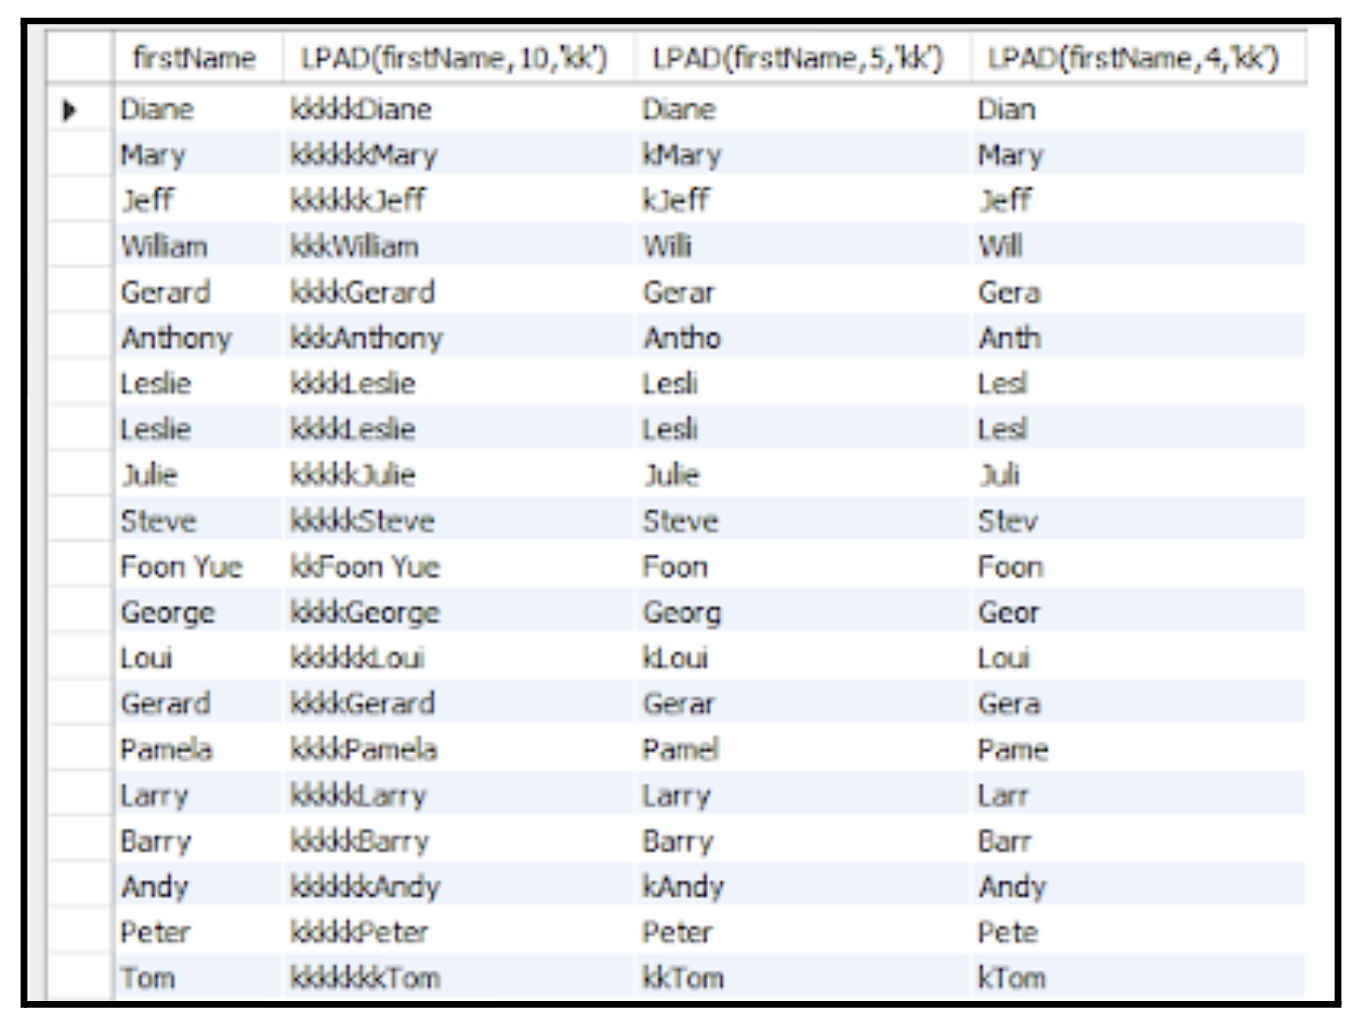 firstName LPAD(firstName,10,'kk') LPAD(firstName,5,'kk') LPAD(firstName,4,'kk')
Diane kkkkkDiane Diane Dian
Mary kkkkkkMary kMary Mary
Jeff kkkkkkJeff kJeff Jeff
William kkkWilliam Willi Will
Gerard kkkkGerard Gerar Gera
Anthony kkkAnthony Antho Anth
Leslie kkkkLeslie Lesli Lesl
Leslie kkkkLeslie Lesli Lesl
Julie kkkkkJulie Julie Juli
Steve kkkkkSteve Steve Stev
Foon Yue kkFoon Yue Foon Foon
George kkkkGeorge Georg Geor
Loui kkkkkkLoui kLoui Loui
Gerard kkkkGerard Gerar Gera
Pamela kkkkPamela Pamel Pame
Larry kkkkkLarry Larry Larr
Barry kkkkkBarry Barry Barr
Andy kkkkkkAndy kAndy Andy
Peter kkkkkPeter Peter Pete
Tom kkkkkkkTom kkTom kTom